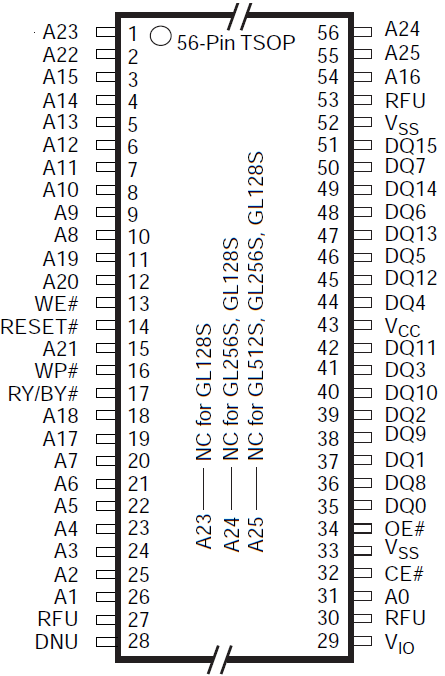 A23 1 56-Pin TSOP 56 A24
A22 2 55 A25
A15 3 54 A16
A14 4 53 RFU
A13 5 52 VSS
A12 6 51 DQ15
A11 7 50 DQ7
A10 8 49 DQ14
A9 9 48 DQ6
A8 10 47 DQ13
A19 11 46 DQ5
A20 12 45 DQ12
WE# 13 44 DQ4
RESET# 14 43 VCC
A21 15 42 DQ11
WP# 16 41 DQ3
RY/BY# 17 40 DQ10
A18 18 39 DQ2
A17 19 38 DQ9
A7 20 37 DQ1
A6 21 36 DQ8
A5 22 35 DQ0
A4 23 34 OE#
A3 24 33 VSS
A2 25 32 CE#
A1 26 31 A0
RFU 27 30 RFU
DNU 28 29 VIO
A23 —— NC for GL128S
A24 —— NC for GL256S, GL128S
A25 —— NC for GL512S, GL256S, GL128S